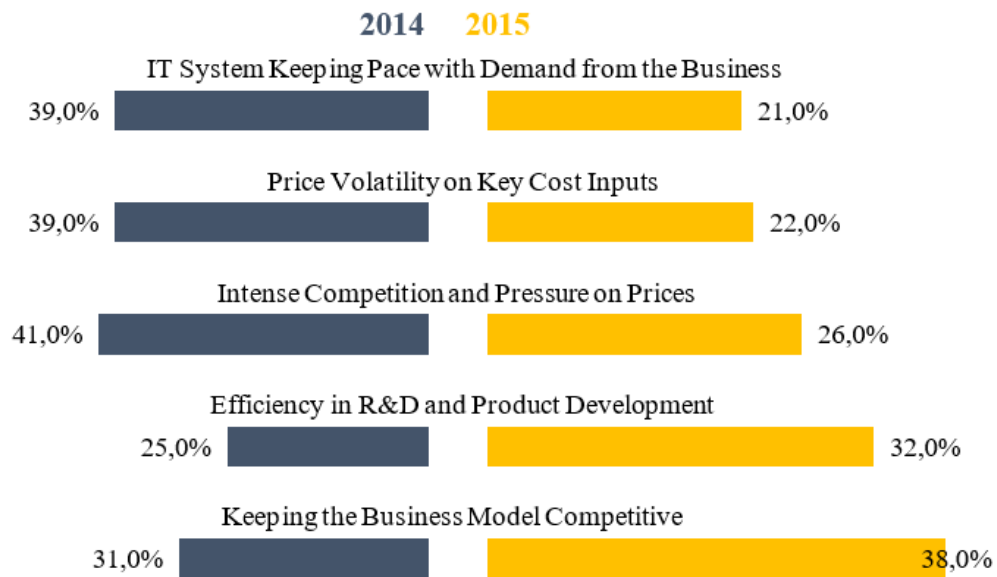 2014 2015
IT System Keeping Pace with Demand from the Business
39,0% 21,0%
Price Volatility on Key Cost Inputs
39,0% 22,0%
Intense Competition and Pressure on Prices
41,0% 26,0%
Efficiency in R&D and Product Development
25,0% 32,0%
Keeping the Business Model Competitive
31,0% 38,0%